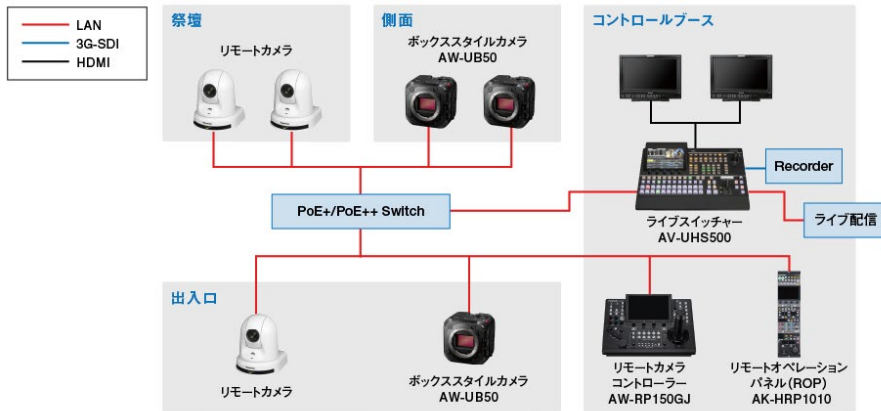 LAN
3G-SDI
HDMI
祭壇
リモートカメラ
側面
ボックススタイルカメラ
AW-UB50
コントロールブース
Recorder
PoE+/PoE++ Switch
ライブスイッチャー
AV-UHS500
ライブ配信
出入口
リモートカメラ
ボックススタイルカメラ
AW-UB50
リモートカメラ
コントローラー
AW-RP150GJ
リモートオペレーション
パネル(ROP)
AK-HRP1010